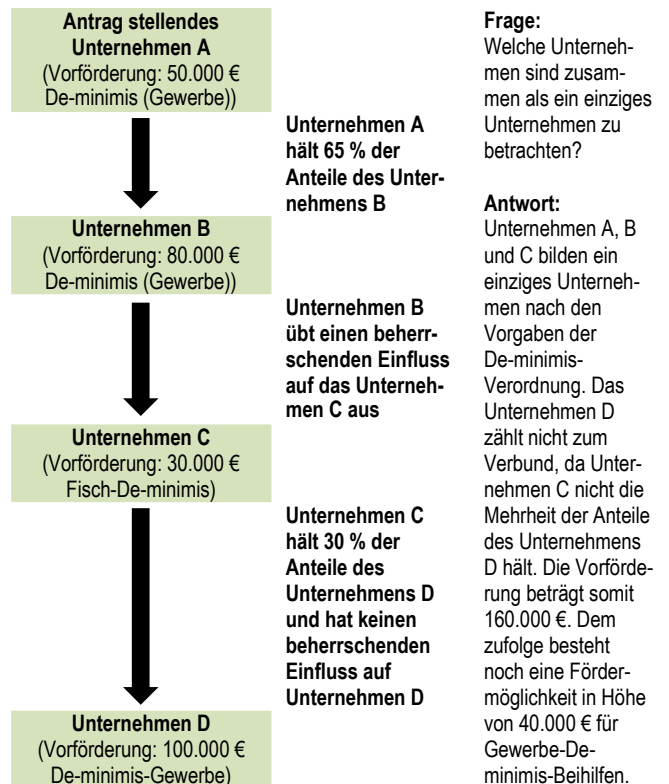 Antrag stellendes
Unternehmen A
(Vorförderung: 50.000 €
De-minimis (Gewerbe))
Unternehmen A
hält 65 % der
Anteile des Unter-
nehmens B
Unternehmen B
(Vorförderung: 80.000 €
De-minimis (Gewerbe))
Unternehmen B
übt einen beherr-
schenden Einfluss
auf das Unterneh-
men C aus
Unternehmen C
(Vorförderung: 30.000 €
Fisch-De-minimis)
Unternehmen C
hält 30 % der
Anteile des
Unternehmens D
und hat keinen
beherrschenden
Einfluss auf
Unternehmen D
Unternehmen D
(Vorförderung: 100.000 €
De-minimis-Gewerbe)
Frage:
Welche Unterneh-
men sind zusam-
men als ein einziges
Unternehmen zu
betrachten?
Antwort:
Unternehmen A, B
und C bilden ein
einziges Unterneh-
men nach den
Vorgaben der
De-minimis-
Verordnung. Das
Unternehmen D
zählt nicht zum
Verbund, da Unter-
nehmen C nicht die
Mehrheit der Anteile
des Unternehmens
D hält. Die Vorförde-
rung beträgt somit
160.000 €. Dem
zufolge besteht
noch eine Förder-
möglichkeit in Höhe
von 40.000 € für
Gewerbe-De-
minimis-Beihilfen.